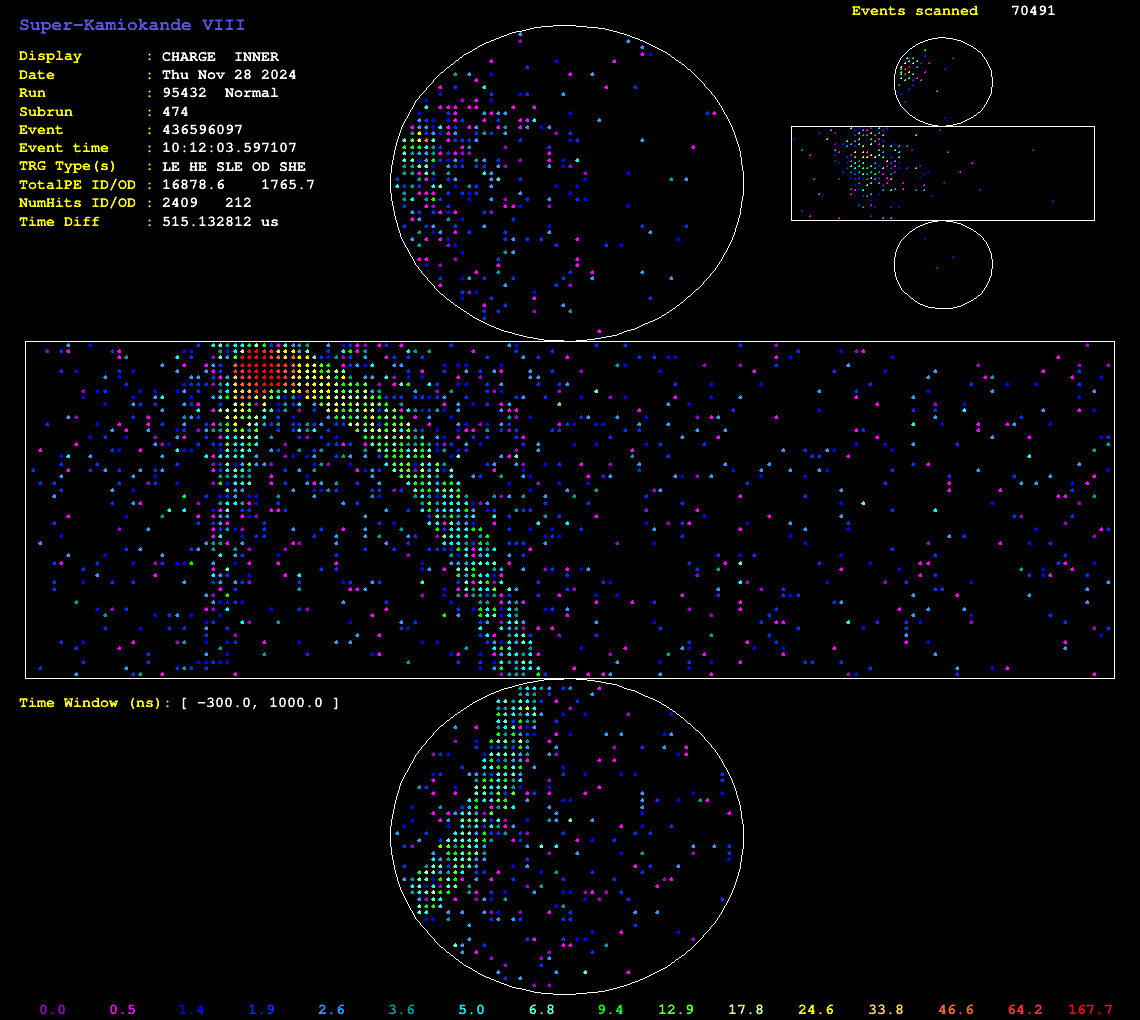 Super-Kamiokande VIII
Events scanned 70491
Display : CHARGE INNER
Date : Thu Nov 28 2024
Run : 95432 Normal
Subrun : 474
Event : 436596097
Event time : 10:12:03.597107
TRG Type(s) : LE HE SLE OD SHE
TotalPE ID/OD : 16878.6 1765.7
NumHits ID/OD : 2409 212
Time Diff : 515.132812 us
Time Window (ns): [ -300.0, 1000.0 ]
0.0 0.5 1.4 1.9 2.6 3.6 5.0 6.8 9.4 12.9 17.8 24.6 33.8 46.6 64.2 167.7